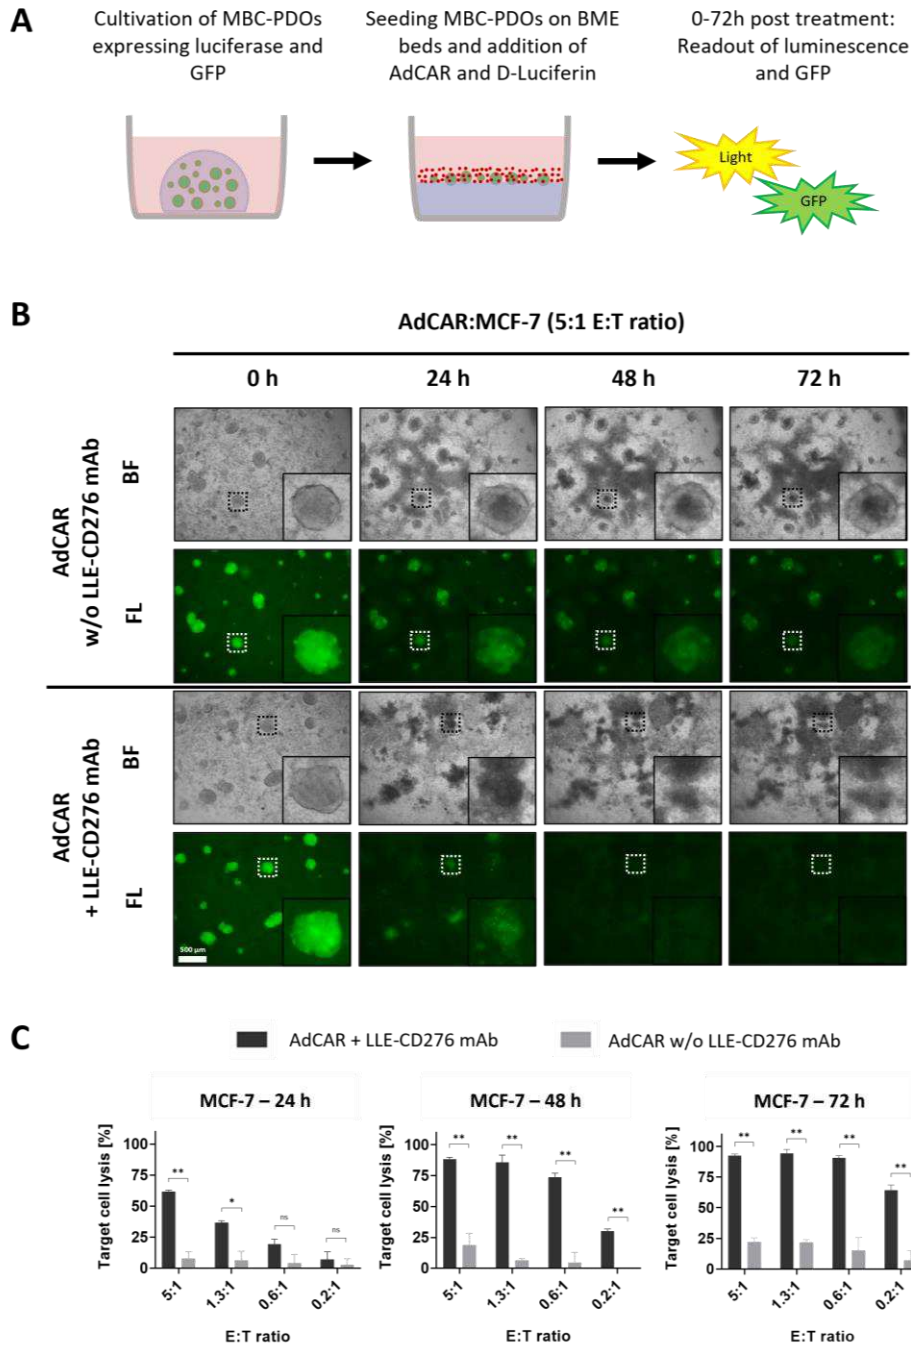 A
Cultivation of MBC-PDOs
expressing luciferase and
GFP
Seeding MBC-PDOs on BME
beds and addition of
AdCAR and D-Luciferin
0-72h post treatment:
Readout of luminescence
and GFP
Light
GFP
B
AdCAR:MCF-7 (5:1 E:T ratio)
0 h 24 h 48 h 72 h
AdCAR
w/o LLE-CD276 mAb
BF
FL
AdCAR
+ LLE-CD276 mAb
BF
FL
500 µm
C
AdCAR + LLE-CD276 mAb
AdCAR w/o LLE-CD276 mAb
MCF-7 – 24 h
Target cell lysis [%]
100
75
50
25
0
** * ns ns
5:1 1.3:1 0.6:1 0.2:1
E:T ratio
MCF-7 – 48 h
Target cell lysis [%]
100
75
50
25
0
** ** ** **
5:1 1.3:1 0.6:1 0.2:1
E:T ratio
MCF-7 – 72 h
Target cell lysis [%]
100
75
50
25
0
** ** ** **
5:1 1.3:1 0.6:1 0.2:1
E:T ratio